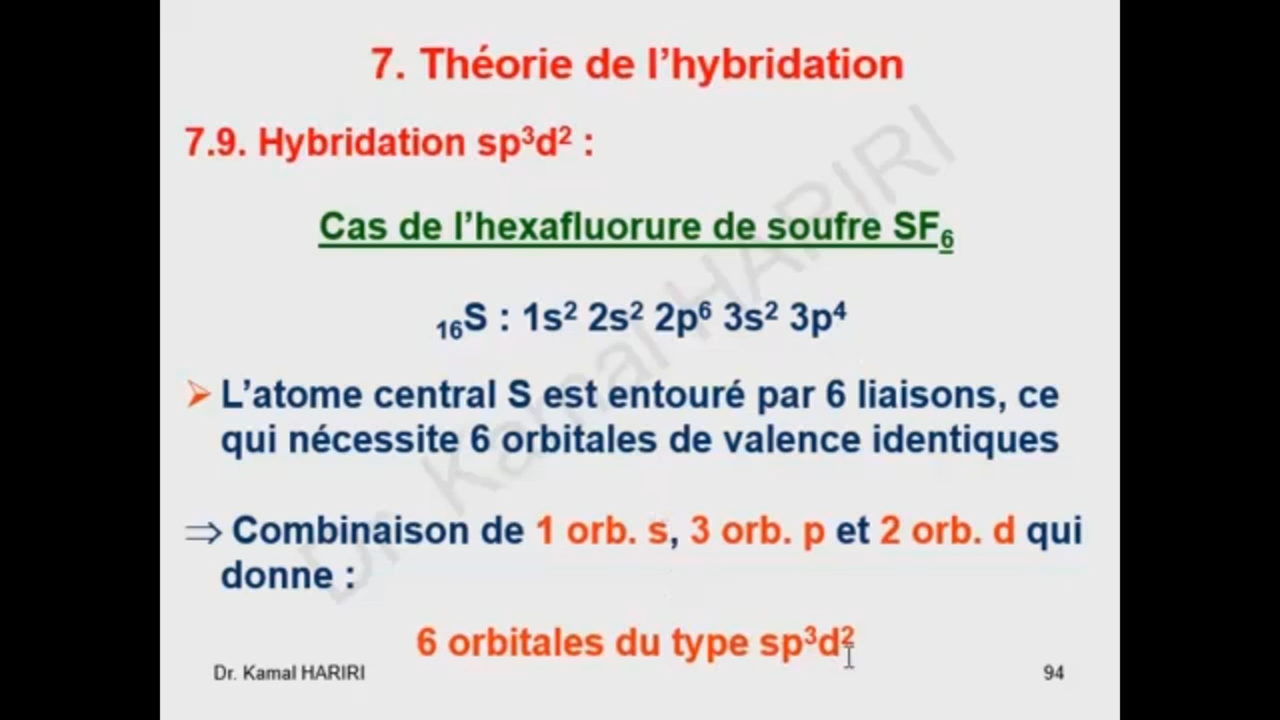 7. Théorie de l'hybridation
7.9. Hybridation sp³d² :
Cas de l'hexafluorure de soufre SF₆
₁₆S : 1s² 2s² 2p⁶ 3s² 3p⁴
➢ L'atome central S est entouré par 6 liaisons, ce
qui nécessite 6 orbitales de valence identiques
⇒ Combinaison de 1 orb. s, 3 orb. p et 2 orb. d qui
donne :
6 orbitales du type sp³d²
Dr. Kamal HARIRI
94
Dr. Kamal HARIRI